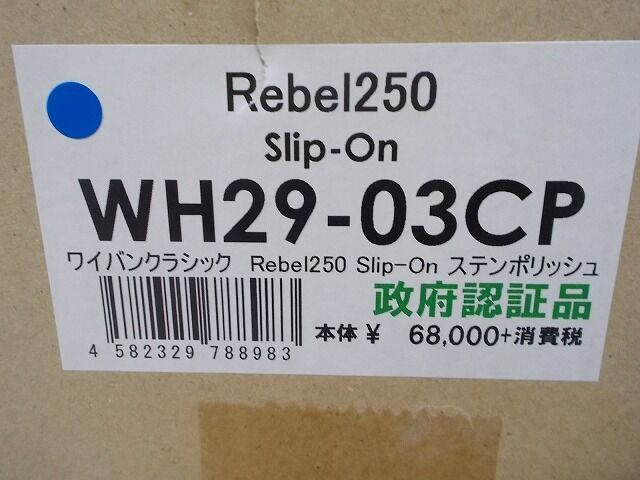 Rebel250
Slip-On
WH29-03CP
ワイバンクラシック Rebel250 Slip-On ステンポリッシュ
政府認証品
本体 ¥ 68,000+消費税
4 582329 788983